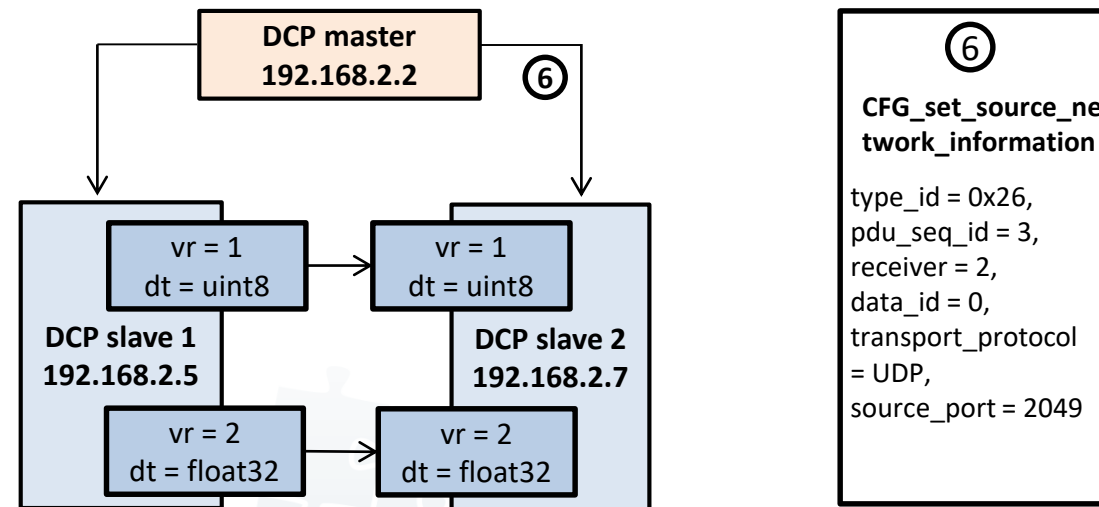 DCP master
192.168.2.2
6
vr = 1
dt = uint8
vr = 1
dt = uint8
DCP slave 1
192.168.2.5
DCP slave 2
192.168.2.7
vr = 2
dt = float32
vr = 2
dt = float32
6
CFG_set_source_ne
twork_information
type_id = 0x26,
pdu_seq_id = 3,
receiver = 2,
data_id = 0,
transport_protocol
= UDP,
source_port = 2049